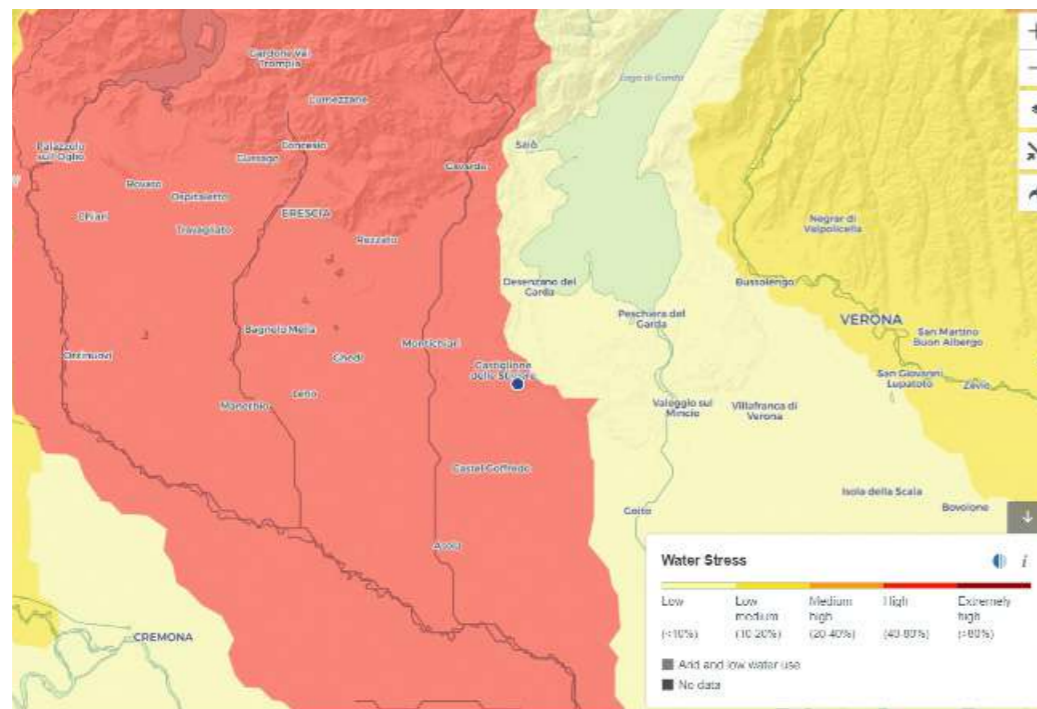 Gardone Val
Trompia
Lago di Garda
Lumezzane
Palazzolo
sull'Oglio
Concesio
Gussago
Salò
Gavardo
Rovato
Ospitaletto
Chiari
BRESCIA
Travagliato
Rezzato
Negrar di
Valpolicella
Desenzano del
Garda
Bussolengo
Peschiera del
Garda
VERONA
San Martino
Buon Albergo
Bagnolo Mella
Montichiari
Orzinuovi
Ghedi
Castiglione
delle Stiviere
San Giovanni
Lupatoto
Zevio
Leno
Manerbio
Valeggio sul
Mincio
Villafranca di
Verona
Castel Goffredo
Isola della Scala
Bovolone
Goito
Asola
CREMONA
Water Stress
i
Low
(<10%)
Low
medium
(10-20%)
Medium
high
(20-40%)
High
(40-80%)
Extremely
high
(>80%)
Arid and low water use
No data